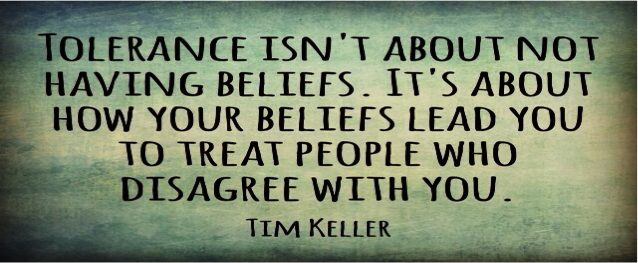 TOLERANCE ISN'T ABOUT NOT
HAVING BELIEFS. IT'S ABOUT
HOW YOUR BELIEFS LEAD YOU
TO TREAT PEOPLE WHO
DISAGREE WITH YOU.
TIM KELLER